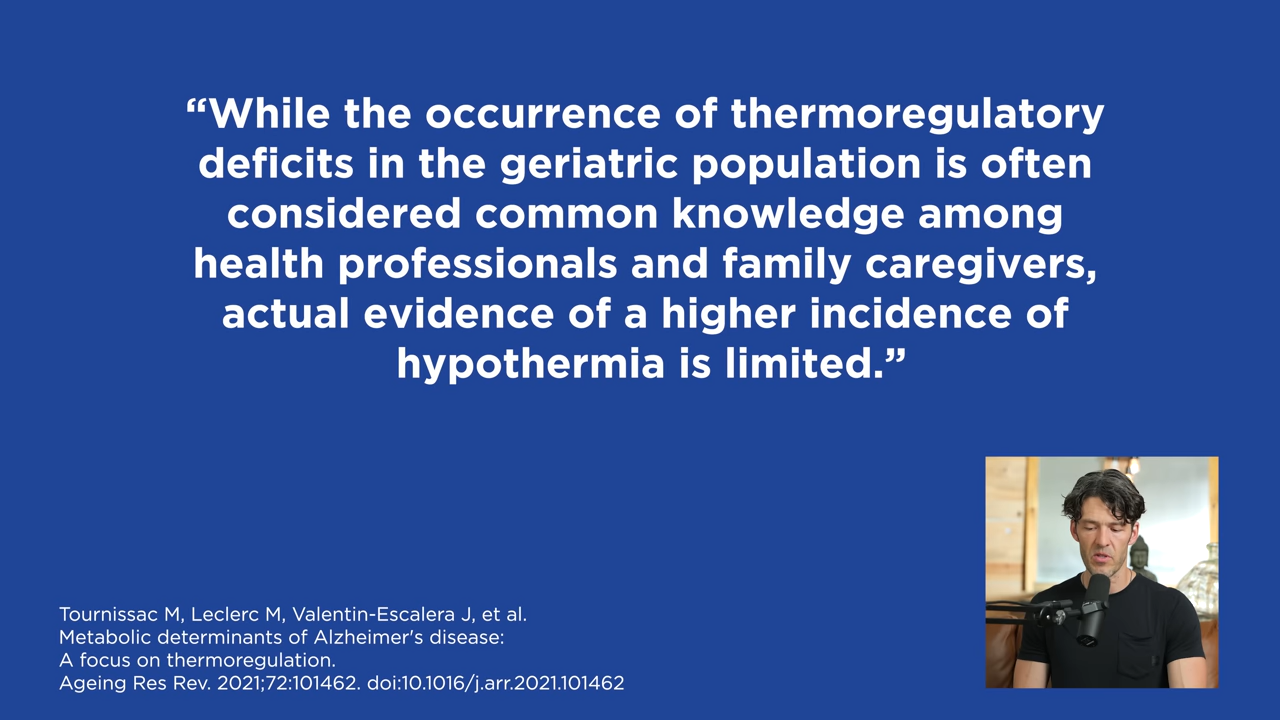 “While the occurrence of thermoregulatory
deficits in the geriatric population is often
considered common knowledge among
health professionals and family caregivers,
actual evidence of a higher incidence of
hypothermia is limited.”
Tournissac M, Leclerc M, Valentin-Escalera J, et al.
Metabolic determinants of Alzheimer's disease:
A focus on thermoregulation.
Ageing Res Rev. 2021;72:101462. doi:10.1016/j.arr.2021.101462